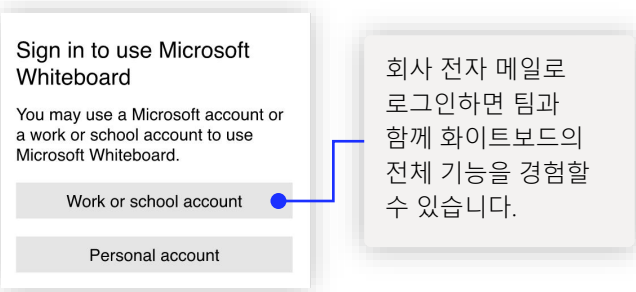 Sign in to use Microsoft
Whiteboard
You may use a Microsoft account or
a work or school account to use
Microsoft Whiteboard.
Work or school account
Personal account
회사 전자 메일로
로그인하면 팀과
함께 화이트보드의
전체 기능을 경험할
수 있습니다.